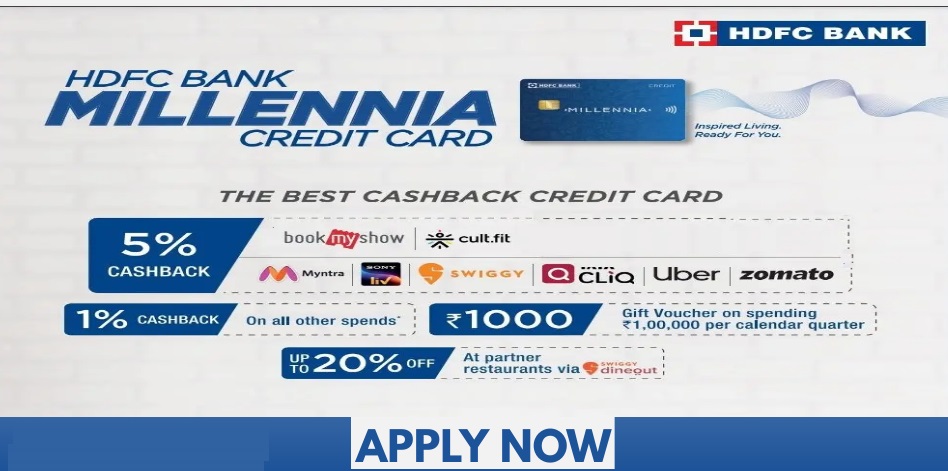 HDFC BANK
HDFC BANK
MILLENNIA
CREDIT CARD
HDFC BANK CREDIT
MILLENNIA
Inspired Living.
Ready For You.
THE BEST CASHBACK CREDIT CARD
5%
CASHBACK
bookmyshow cult.fit
Myntra SONY liv SWIGGY CLiQ Uber zomato
1% CASHBACK On all other spends*
₹1000 Gift Voucher on spending
₹1,00,000 per calendar quarter
UP TO 20% OFF At partner
restaurants via SWIGGY dineout
APPLY NOW